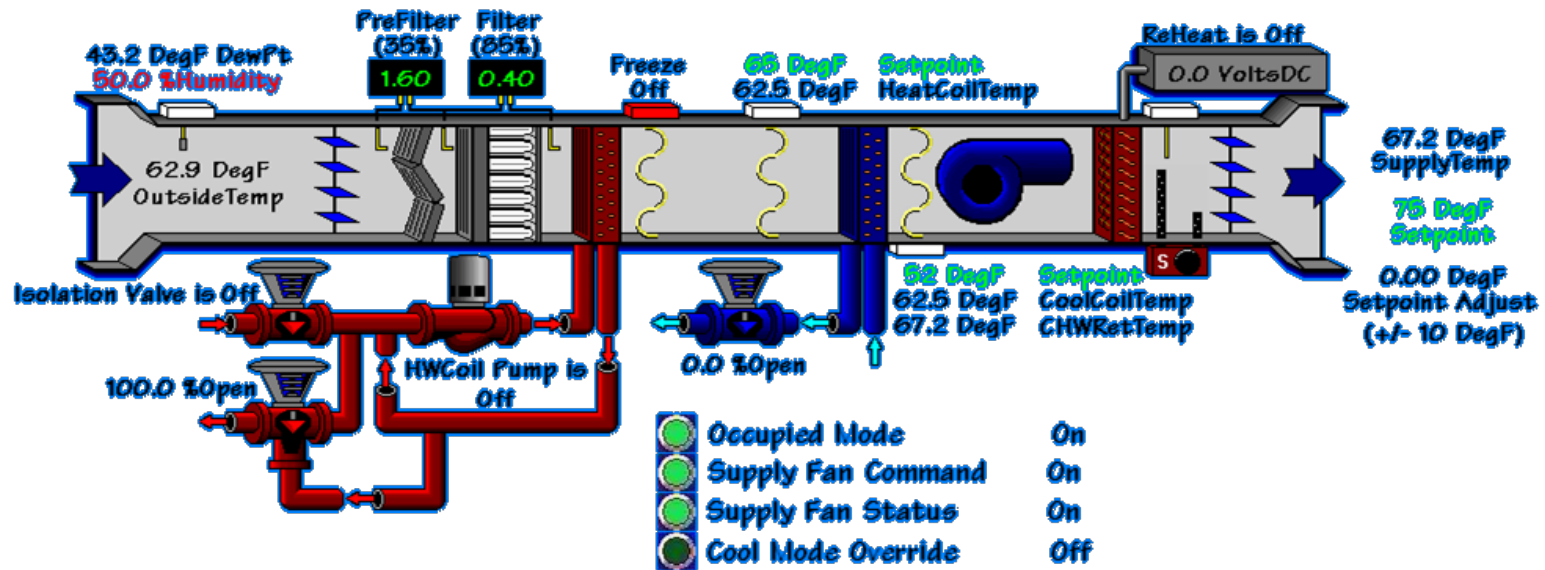 PreFilter Filter
(35%) (85%)
1.60 0.40
43.2 DegF DewPt
50.0 %Humidity
Freeze
Off
65 DegF Setpoint
62.5 DegF HeatCoilTemp
ReHeat is Off
0.0 VoltsDC
62.9 DegF
OutsideTemp
67.2 DegF
SupplyTemp
75 DegF
Setpoint
0.00 DegF
Setpoint Adjust
(+/- 10 DegF)
S
52 DegF Setpoint
62.5 DegF CoolCoilTemp
67.2 DegF CHWRetTemp
Isolation Valve is Off
HWCoil Pump is
Off
0.0 %Open
100.0 %Open
Occupied Mode On
Supply Fan Command On
Supply Fan Status On
Cool Mode Override Off